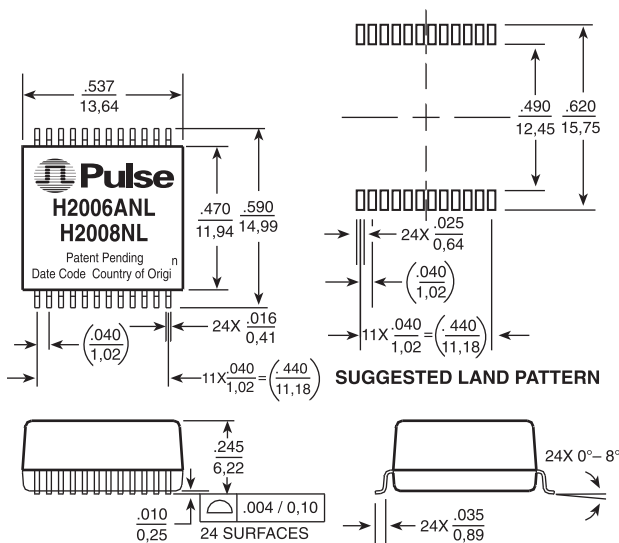 .537
13,64
.490
12,45
.620
15,75
Pulse
H2006ANL
H2008NL
Patent Pending
Date Code Country of Origi n
.470
11,94
.590
14,99
24X .025
0,64
(.040
1,02)
24X .016
0,41
(.040
1,02)
11X .040
1,02 = (.440
11,18)
11X .040
1,02 = (.440
11,18)
SUGGESTED LAND PATTERN
.245
6,22
24X 0°– 8°
.010
0,25
.004 / 0,10
24 SURFACES
24X .035
0,89